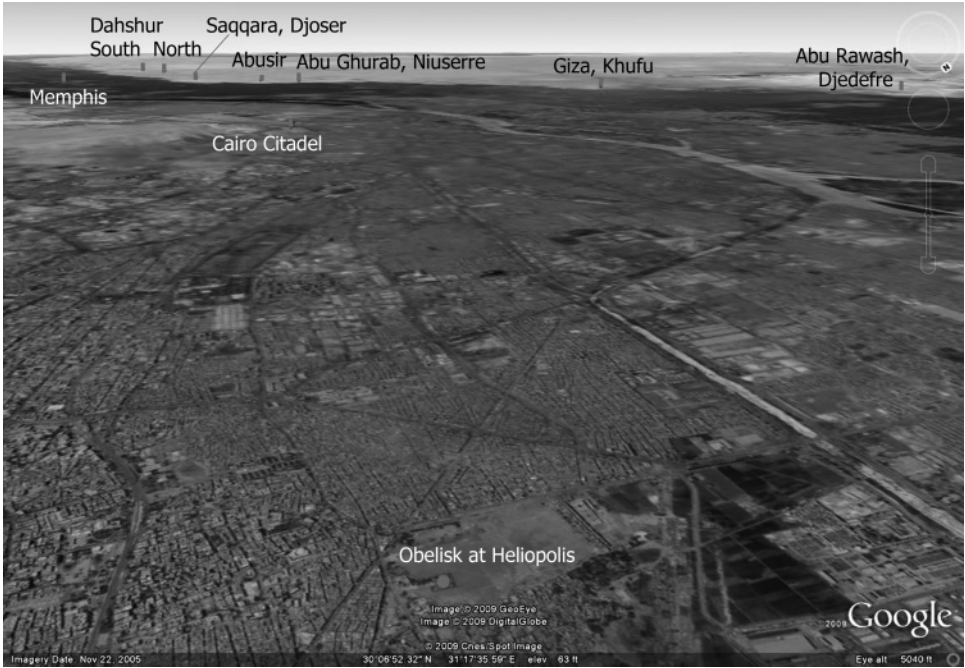 Dahshur
South North
Saqqara, Djoser
Abusir
Abu Ghurab, Niuserre
Giza, Khufu
Abu Rawash,
Djedefre
N
Memphis
Cairo Citadel
Obelisk at Heliopolis
Image © 2009 GeoEye
Image © 2009 DigitalGlobe
© 2009 Cnes/Spot Image
2009 Google
Imagery Date: Nov 22, 2005 30°06'52.32" N 31°17'35.59" E elev 63 ft Eye alt 5040 ft